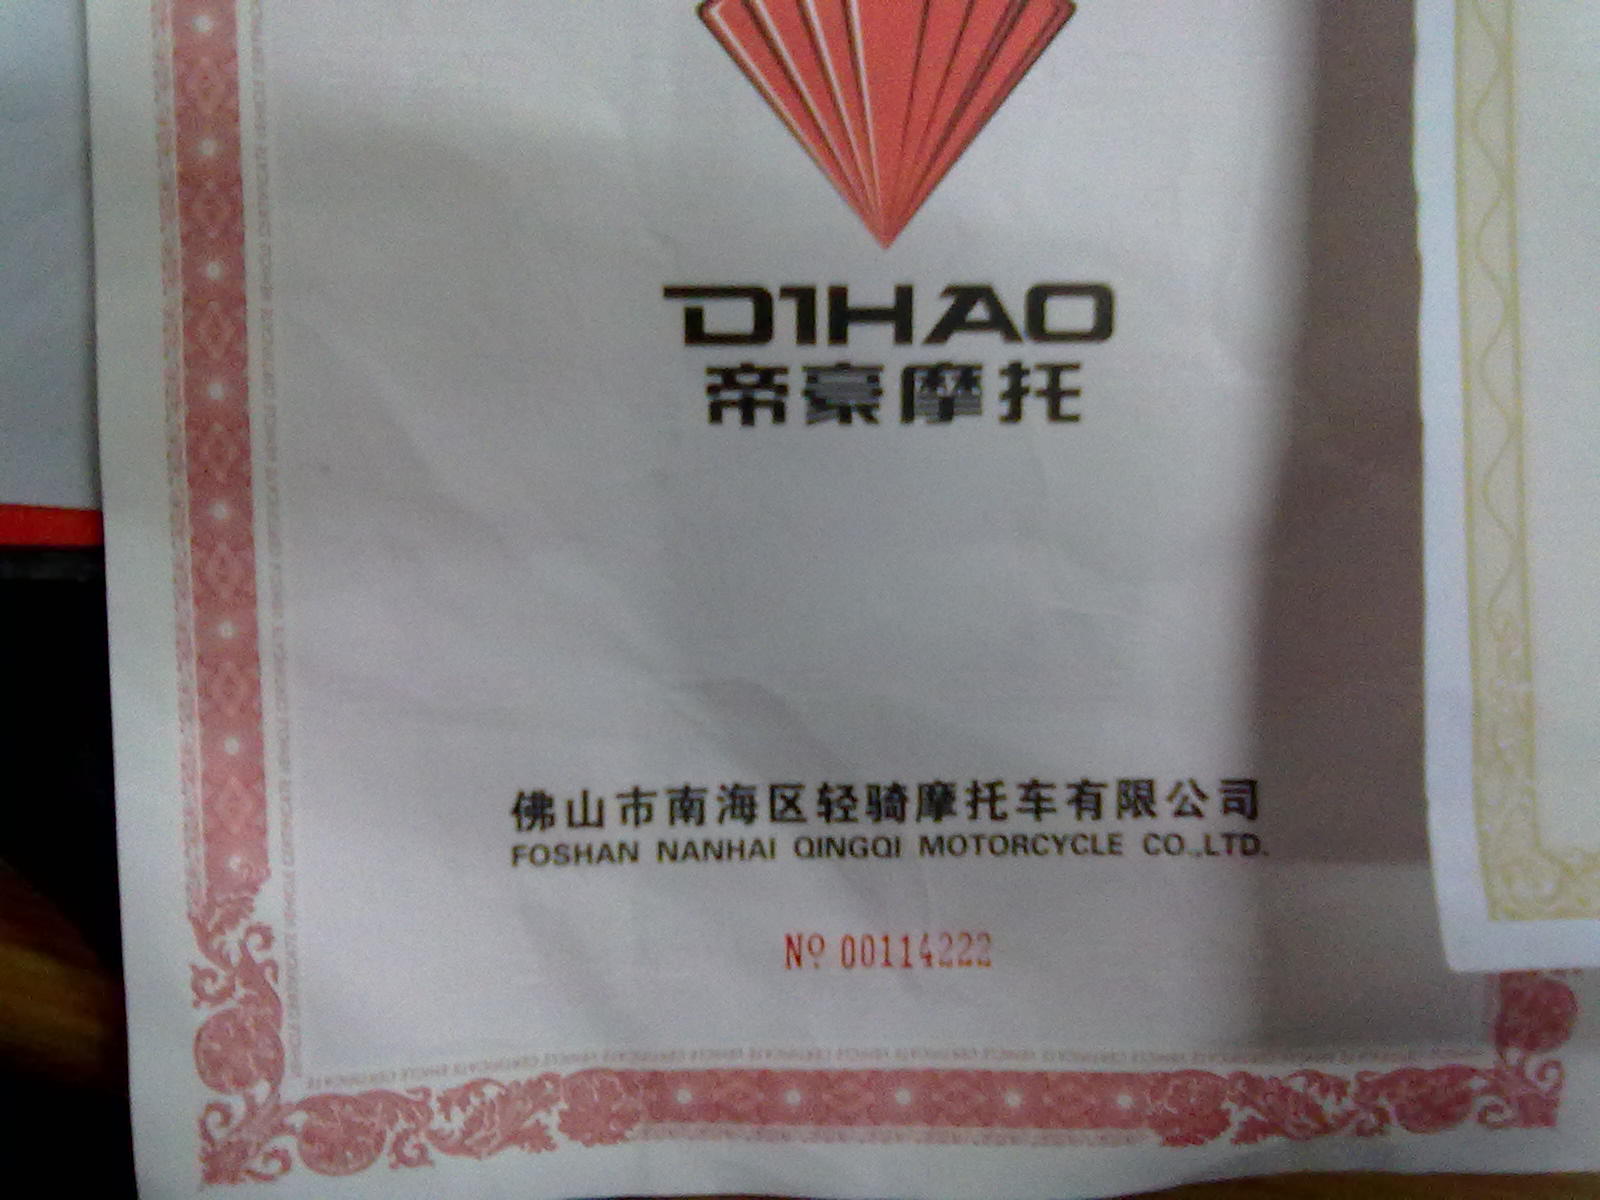 DIHAO
帝豪摩托
佛山市南海区轻骑摩托车有限公司
FOSHAN NANHAI QINGQI MOTORCYCLE CO.,LTD.
Nº 00114222